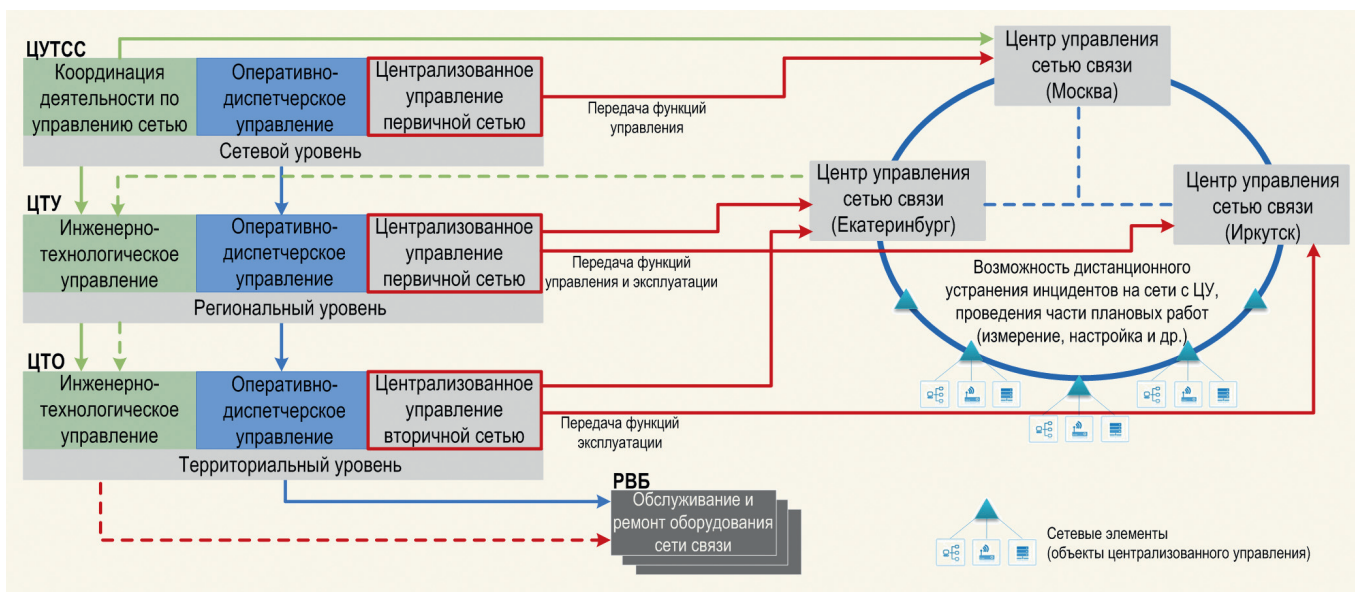 ЦУТСС
Координация
деятельности по
управлению сетью
Оперативно-
диспетчерское
управление
Централизованное
управление
первичной сетью
Сетевой уровень
Передача функций
управления
Центр управления
сетью связи
(Москва)
ЦТУ
Инженерно-
технологическое
управление
Оперативно-
диспетчерское
управление
Централизованное
управление
первичной сетью
Региональный уровень
Передача функций
управления и эксплуатации
Центр управления
сетью связи
(Екатеринбург)
Центр управления
сетью связи
(Иркутск)
Возможность дистанционного
устранения инцидентов на сети с ЦУ,
проведения части плановых работ
(измерение, настройка и др.)
ЦТО
Инженерно-
технологическое
управление
Оперативно-
диспетчерское
управление
Централизованное
управление
вторичной сетью
Территориальный уровень
Передача функций
эксплуатации
РВБ
Обслуживание и
ремонт оборудования
сети связи
Сетевые элементы
(объекты централизованного управления)